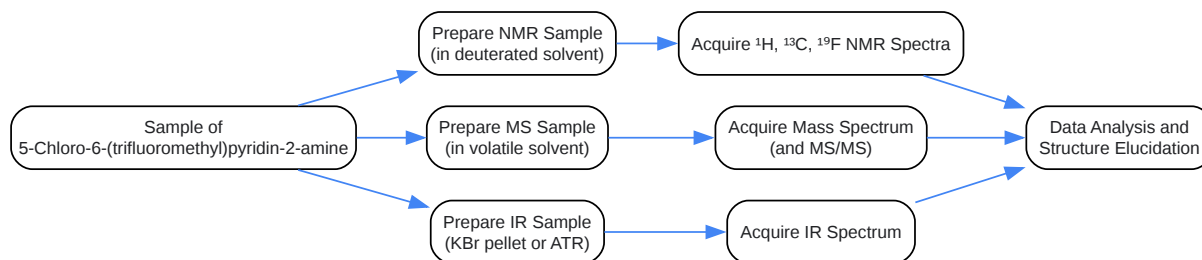 Prepare NMR Sample
(in deuterated solvent)
Acquire ¹H, ¹³C, ¹⁹F NMR Spectra
Sample of
5-Chloro-6-(trifluoromethyl)pyridin-2-amine
Prepare MS Sample
(in volatile solvent)
Acquire Mass Spectrum
(and MS/MS)
Data Analysis and
Structure Elucidation
Prepare IR Sample
(KBr pellet or ATR)
Acquire IR Spectrum